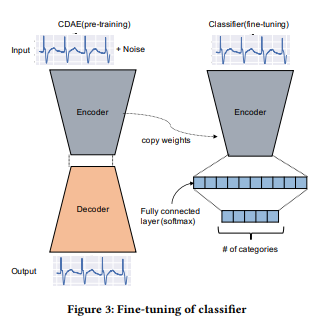 CDAE(pre-training)
Classifier(fine-tuning)
Input
+ Noise
Encoder
Encoder
copy weights
Decoder
Fully connected
layer (softmax)
# of categories
Output
Figure 3: Fine-tuning of classifier